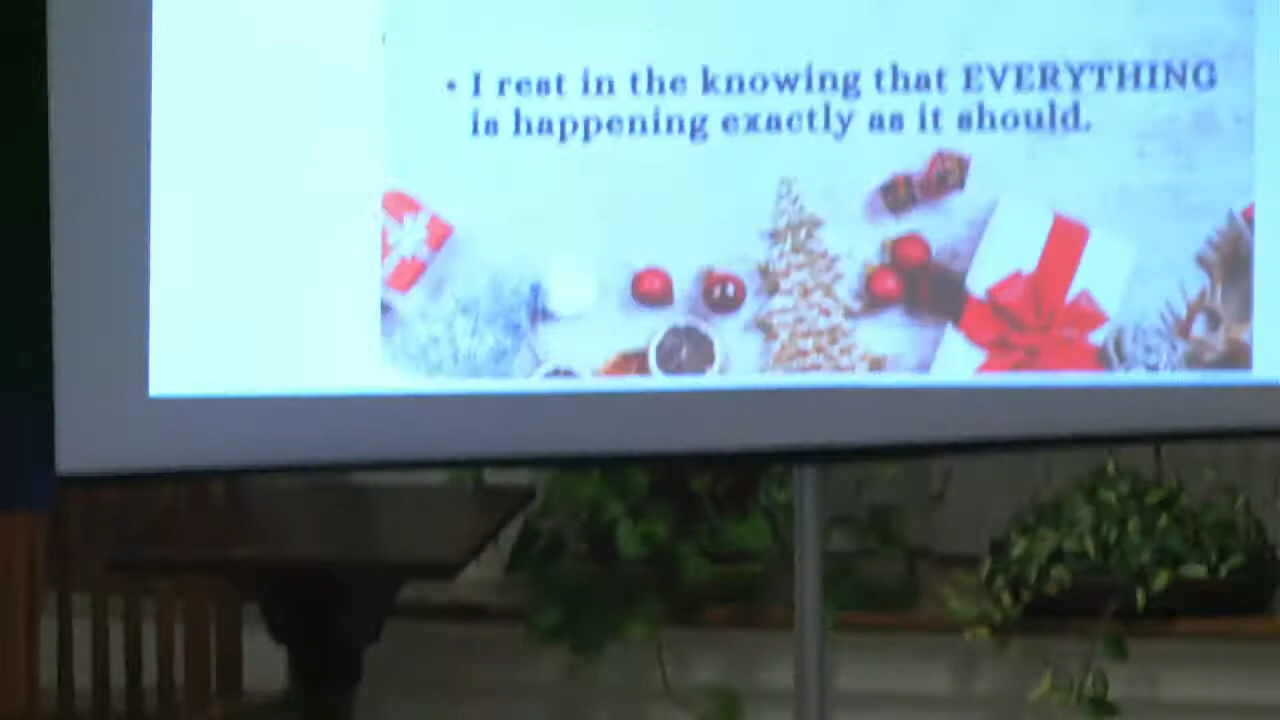 • I rest in the knowing that EVERYTHING
is happening exactly as it should.